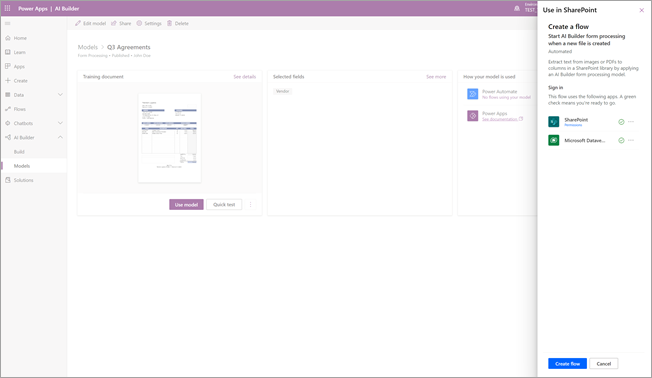 Power Apps | AI Builder
Edit model
Share
Settings
Delete
Home
Learn
Apps
Create
Data
Flows
Chatbots
AI Builder
Build
Models
Solutions
Models > Q3 Agreements
Form Processing • Published • John Doe
Training document
See details
Use model
Quick test
Selected fields
See more
Vendor
How your model is used
Power Automate
No flows using your model
Power Apps
See documentation
Use in SharePoint
Create a flow
Start AI Builder form processing
when a new file is created
Automated
Extract text from images or PDFs to
columns in a SharePoint library by applying
an AI Builder form processing model.
Sign in
This flow uses the following apps. A green
check means you're ready to go.
SharePoint
Permissions
Microsoft Datave...
Create flow
Cancel